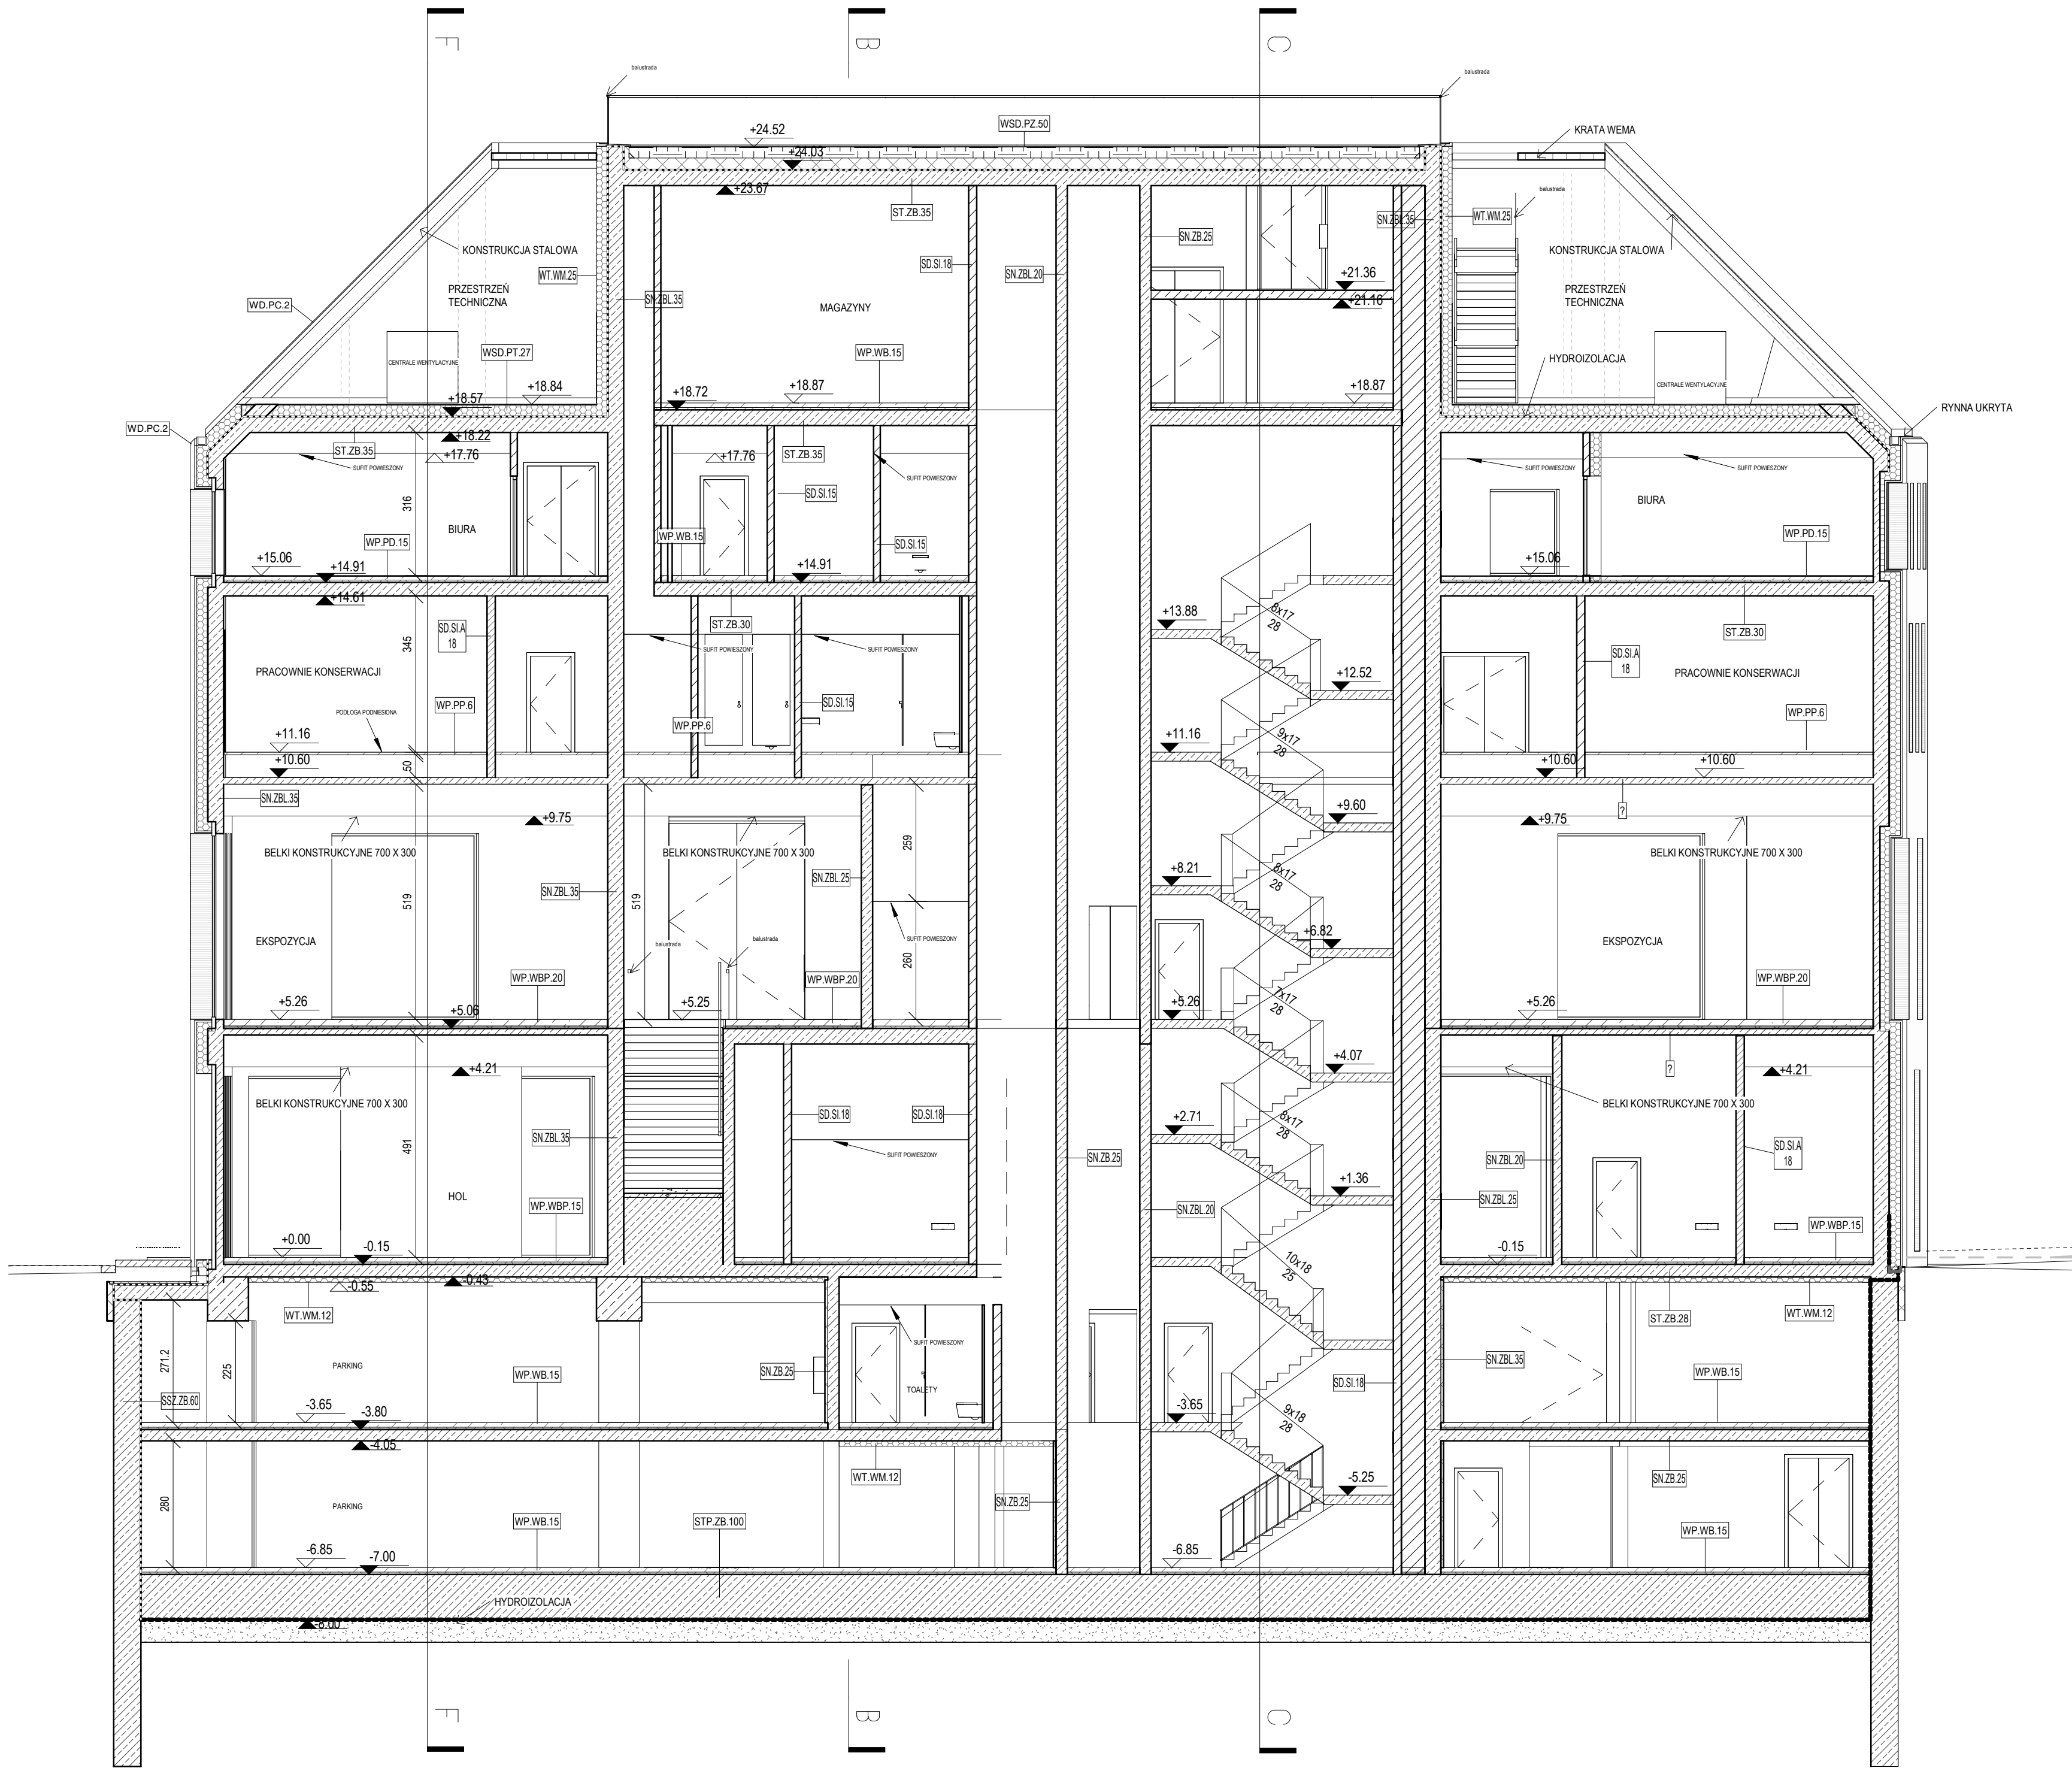 F
B
C
balustrada
balustrada
+24.52
WSD.PZ.50
KRATA WEMA
+24.03
+23.67
balustrada
ST.ZB.35
SN.ZBL.35
WT.WM.25
KONSTRUKCJA STALOWA
SN.ZB.25
KONSTRUKCJA STALOWA
WT.WM.25
SD.SI.18
SN.ZBL.20
+21.36
PRZESTRZEŃ
TECHNICZNA
SN.ZBL.35
+21.16
PRZESTRZEŃ
TECHNICZNA
WD.PC.2
MAGAZYNY
CENTRALE WENTYLACYJNE
WSD.PT.27
WP.WB.15
HYDROIZOLACJA
+18.57
+18.84
+18.72
+18.87
+18.87
CENTRALE WENTYLACYJNE
RYNNA UKRYTA
WD.PC.2
+18.22
ST.ZB.35
+17.76
+17.76
ST.ZB.35
SUFIT POWIESZONY
SUFIT POWIESZONY
SUFIT POWIESZONY
SUFIT POWIESZONY
316
BIURA
SD.SI.15
BIURA
WP.PD.15
WP.WB.15
SD.SI.15
WP.PD.15
+15.06
+14.91
+14.91
+15.06
+14.61
+13.88
8x17
28
345
SD.SI.A
18
ST.ZB.30
ST.ZB.30
SUFIT POWIESZONY
SUFIT POWIESZONY
SD.SI.A
18
PRACOWNIE KONSERWACJI
+12.52
PRACOWNIE KONSERWACJI
PODŁOGA PODNIESIONA
WP.PP.6
WP.PP.6
SD.SI.15
WP.PP.6
+11.16
+11.16
9x17
28
+10.60
50
+10.60
+10.60
SN.ZBL.35
?
+9.75
+9.60
+9.75
BELKI KONSTRUKCYJNE 700 X 300
BELKI KONSTRUKCYJNE 700 X 300
259
BELKI KONSTRUKCYJNE 700 X 300
SN.ZBL.35
SN.ZBL.25
+8.21
8x17
28
519
519
EKSPOZYCJA
balustrada
balustrada
SUFIT POWIESZONY
+6.82
EKSPOZYCJA
260
WP.WBP.20
WP.WBP.20
WP.WBP.20
+5.26
+5.06
+5.25
+5.26
7x17
28
+5.26
+4.21
+4.07
?
+4.21
BELKI KONSTRUKCYJNE 700 X 300
BELKI KONSTRUKCYJNE 700 X 300
SD.SI.18
SD.SI.18
+2.71
8x17
28
491
SN.ZBL.35
SUFIT POWIESZONY
SN.ZB.25
SN.ZBL.20
SD.SI.A
18
HOL
WP.WBP.15
+1.36
SN.ZBL.20
SN.ZBL.25
WP.WBP.15
+0.00
-0.15
-0.15
10x18
25
-0.55
-0.43
WT.WM.12
ST.ZB.28
WT.WM.12
271.2
225
PARKING
SUFIT POWIESZONY
SN.ZB.25
SN.ZBL.35
WP.WB.15
TOALETY
SD.SI.18
WP.WB.15
SSZ.ZB.60
-3.65
-3.80
-3.65
9x18
28
-4.05
WT.WM.12
SN.ZB.25
280
PARKING
SN.ZB.25
-5.25
WP.WB.15
STP.ZB.100
WP.WB.15
-6.85
-7.00
-6.85
HYDROIZOLACJA
-8.00
F
B
C